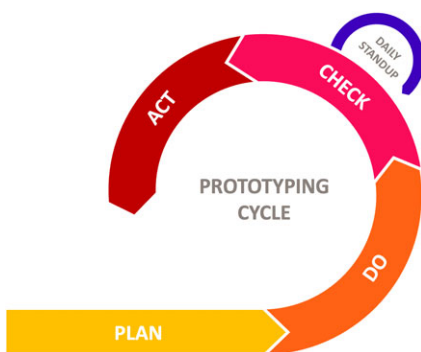 DAILY
STANDUP
ACT
CHECK
PROTOTYPING
CYCLE
DO
PLAN